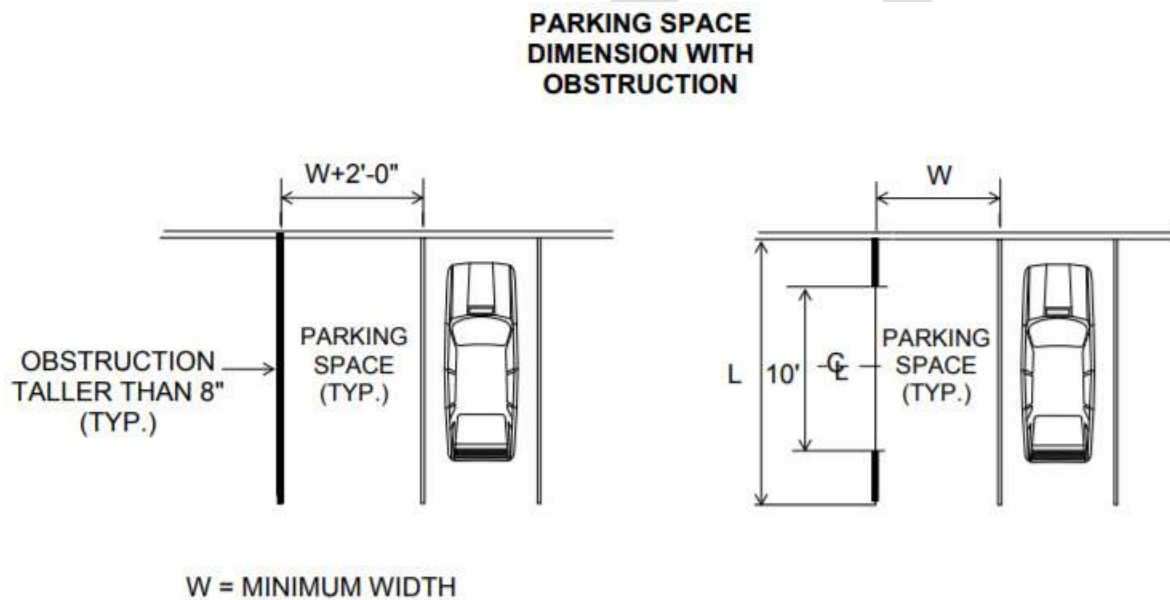 PARKING SPACE
DIMENSION WITH
OBSTRUCTION
W+2'-0"
W
OBSTRUCTION
TALLER THAN 8"
(TYP.)
PARKING
SPACE
(TYP.)
L
10'
℄
PARKING
SPACE
(TYP.)
W = MINIMUM WIDTH